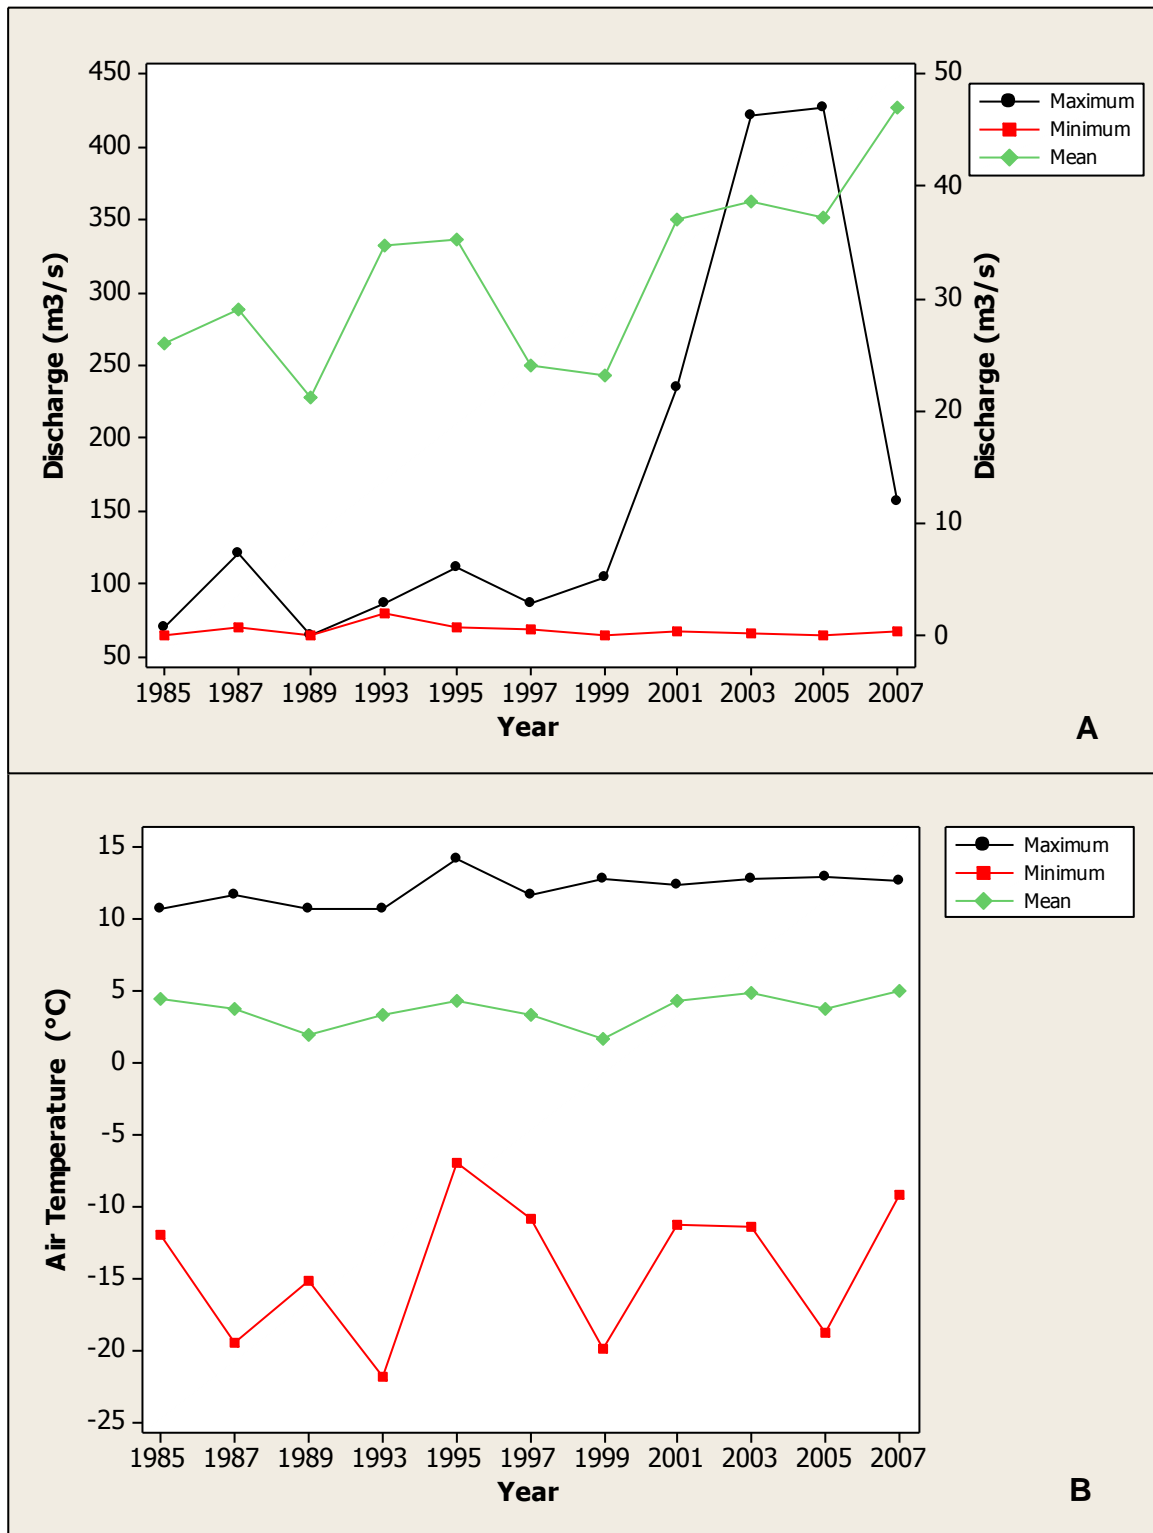 450
400
350
300
250
200
150
100
50
Discharge (m3/s)
50
40
30
20
10
0
Discharge (m3/s)
Maximum
Minimum
Mean
1985 1987 1989 1993 1995 1997 1999 2001 2003 2005 2007
Year
A
15
10
5
0
-5
-10
-15
-20
-25
Air Temperature (°C)
Maximum
Minimum
Mean
1985 1987 1989 1993 1995 1997 1999 2001 2003 2005 2007
Year
B